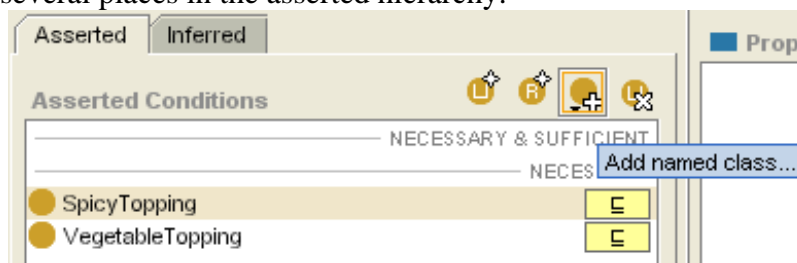 several places in the asserted hierarchy.
Asserted Inferred
Prop
Asserted Conditions
NECESSARY & SUFFICIENT
NECES
Add named class...
SpicyTopping ⊑
VegetableTopping ⊑